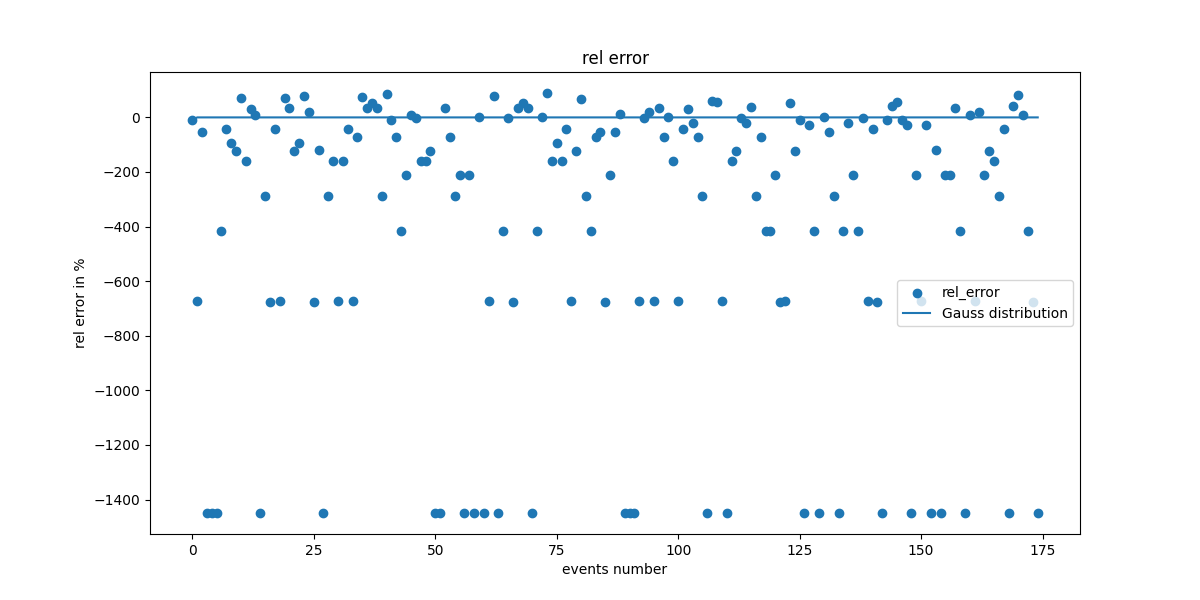 rel error
0
−200
−400
−600
−800
−1000
−1200
−1400
rel error in %
rel_error
Gauss distribution
0 25 50 75 100 125 150 175
events number